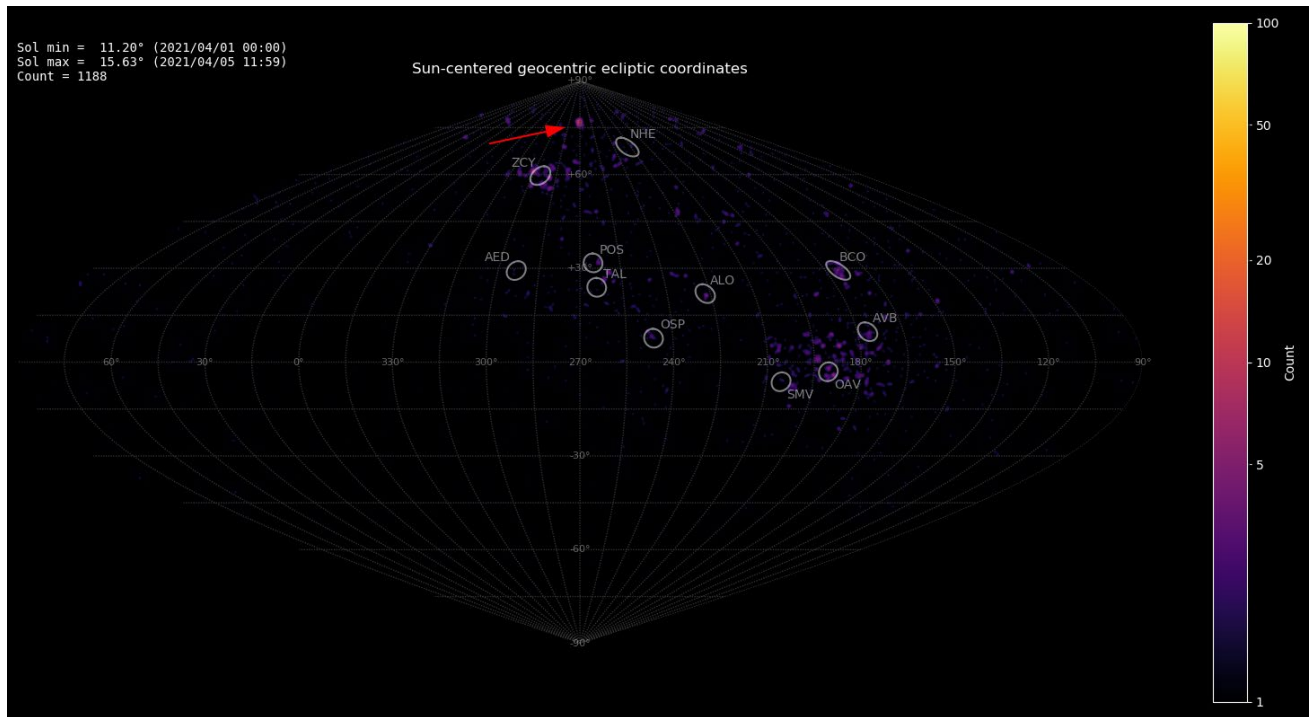 Sol min =  11.20° (2021/04/01 00:00)
Sol max =  15.63° (2021/04/05 11:59)
Count = 1188
Sun-centered geocentric ecliptic coordinates
+90°
NHE
ZCY
+60°
POS
AED
BCO
+30°
TAL
ALO
AVB
OSP
60°
30°
0°
330°
300°
270°
240°
210°
180°
150°
120°
90°
OAV
SMV
-30°
-60°
-90°
100
50
20
10
5
1
Count